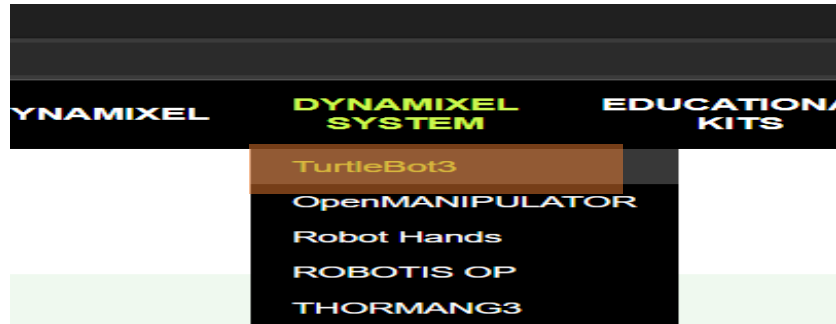 YNAMIXEL
DYNAMIXEL
SYSTEM
EDUCATIONA
KITS
TurtleBot3
OpenMANIPULATOR
Robot Hands
ROBOTIS OP
THORMANG3